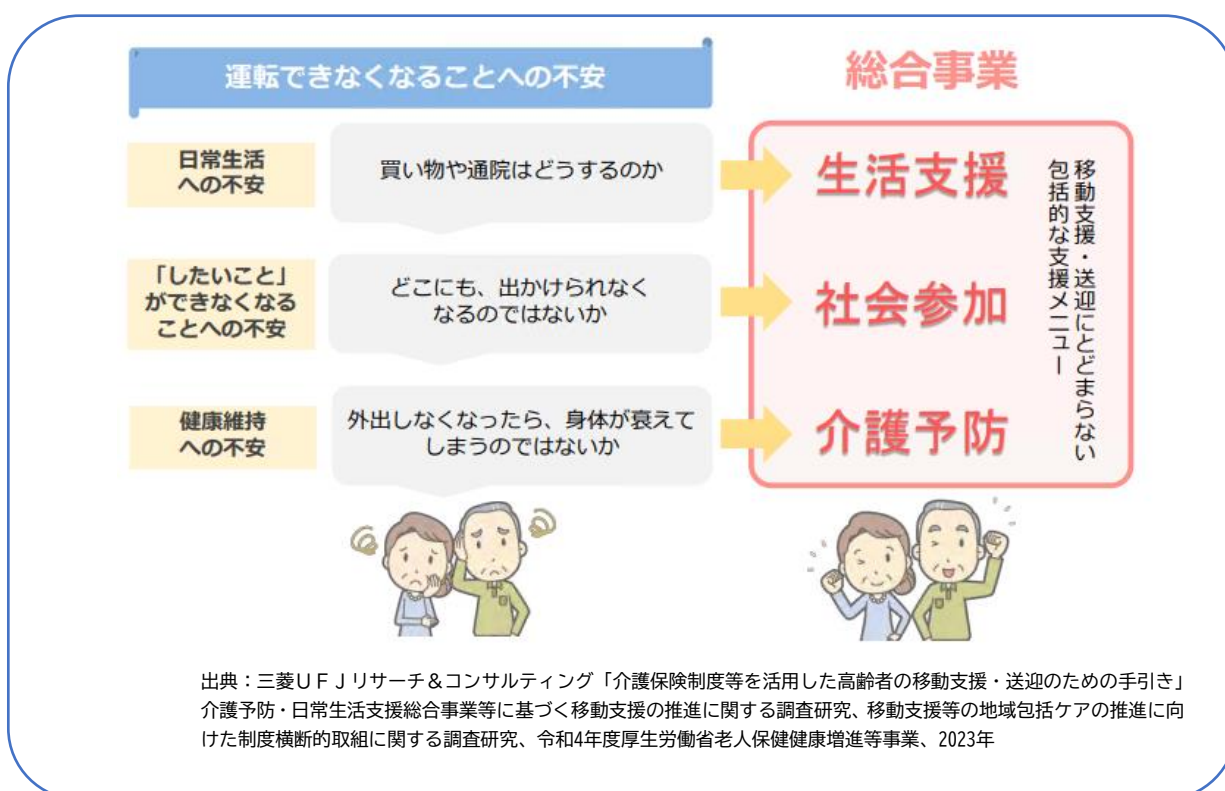 運転できなくなることへの不安
総合事業
日常生活
への不安
買い物や通院はどうするのか
生活支援
「したいこと」
ができなくなる
ことへの不安
どこにも、出かけられなく
なるのではないか
社会参加
健康維持
への不安
外出しなくなったら、身体が衰えて
しまうのではないか
介護予防
移動支援・送迎にとどまらない
包括的な支援メニュー
出典：三菱ＵＦＪリサーチ＆コンサルティング「介護保険制度等を活用した高齢者の移動支援・送迎のための手引き」
介護予防・日常生活支援総合事業等に基づく移動支援の推進に関する調査研究、移動支援等の地域包括ケアの推進に向
けた制度横断的取組に関する調査研究、令和4年度厚生労働省老人保健健康増進等事業、2023年